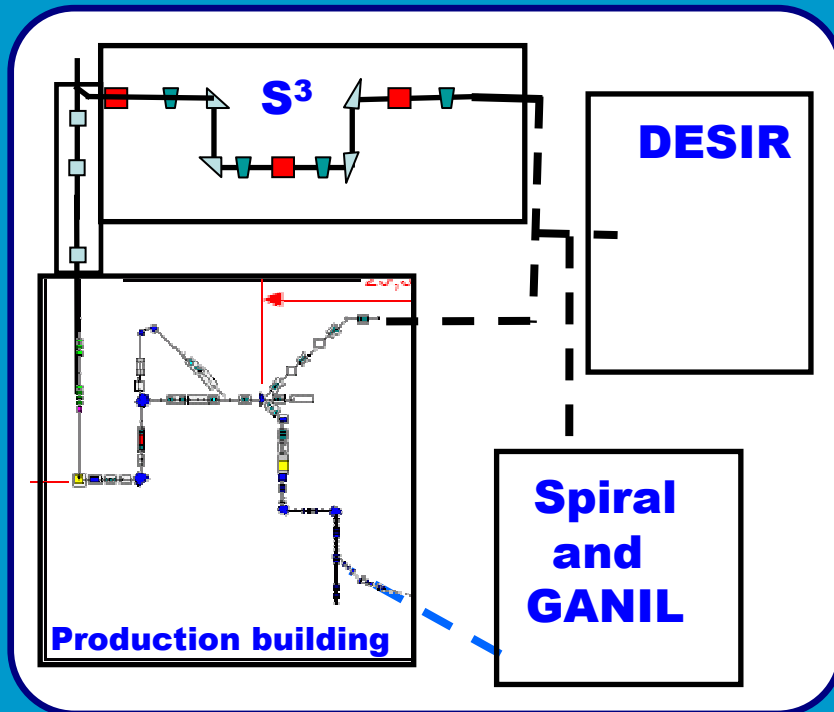 S³
DESIR
Spiral
and
GANIL
Production building